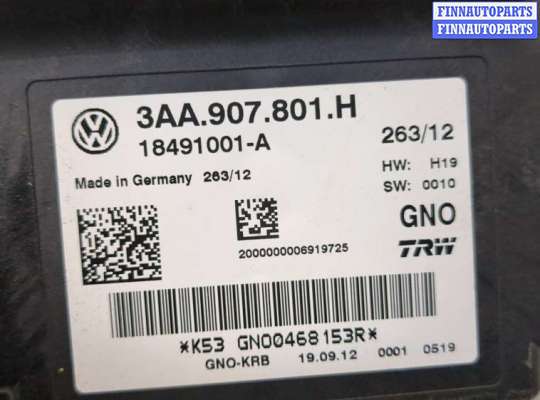 FINNAUTOPARTS
FINNAUTOPARTS
3AA.907.801.H
18491001-A
263/12
Made in Germany 263/12
HW: H19
SW: 0010
GNO
TRW
2000000006919725
*K53 GNO0468153R*
GNO-KRB 19.09.12 0001 0519